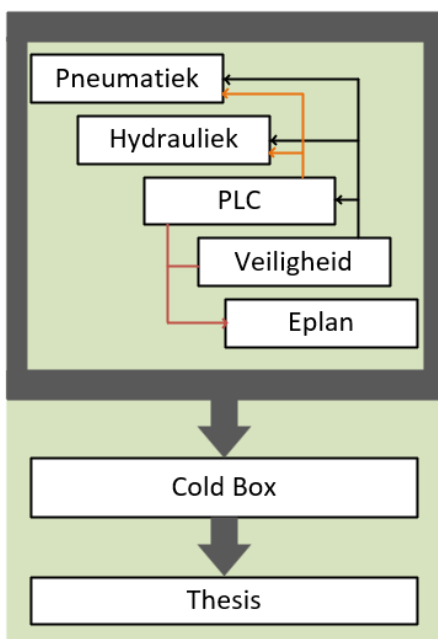 Pneumatiek
Hydrauliek
PLC
Veiligheid
Eplan
Cold Box
Thesis